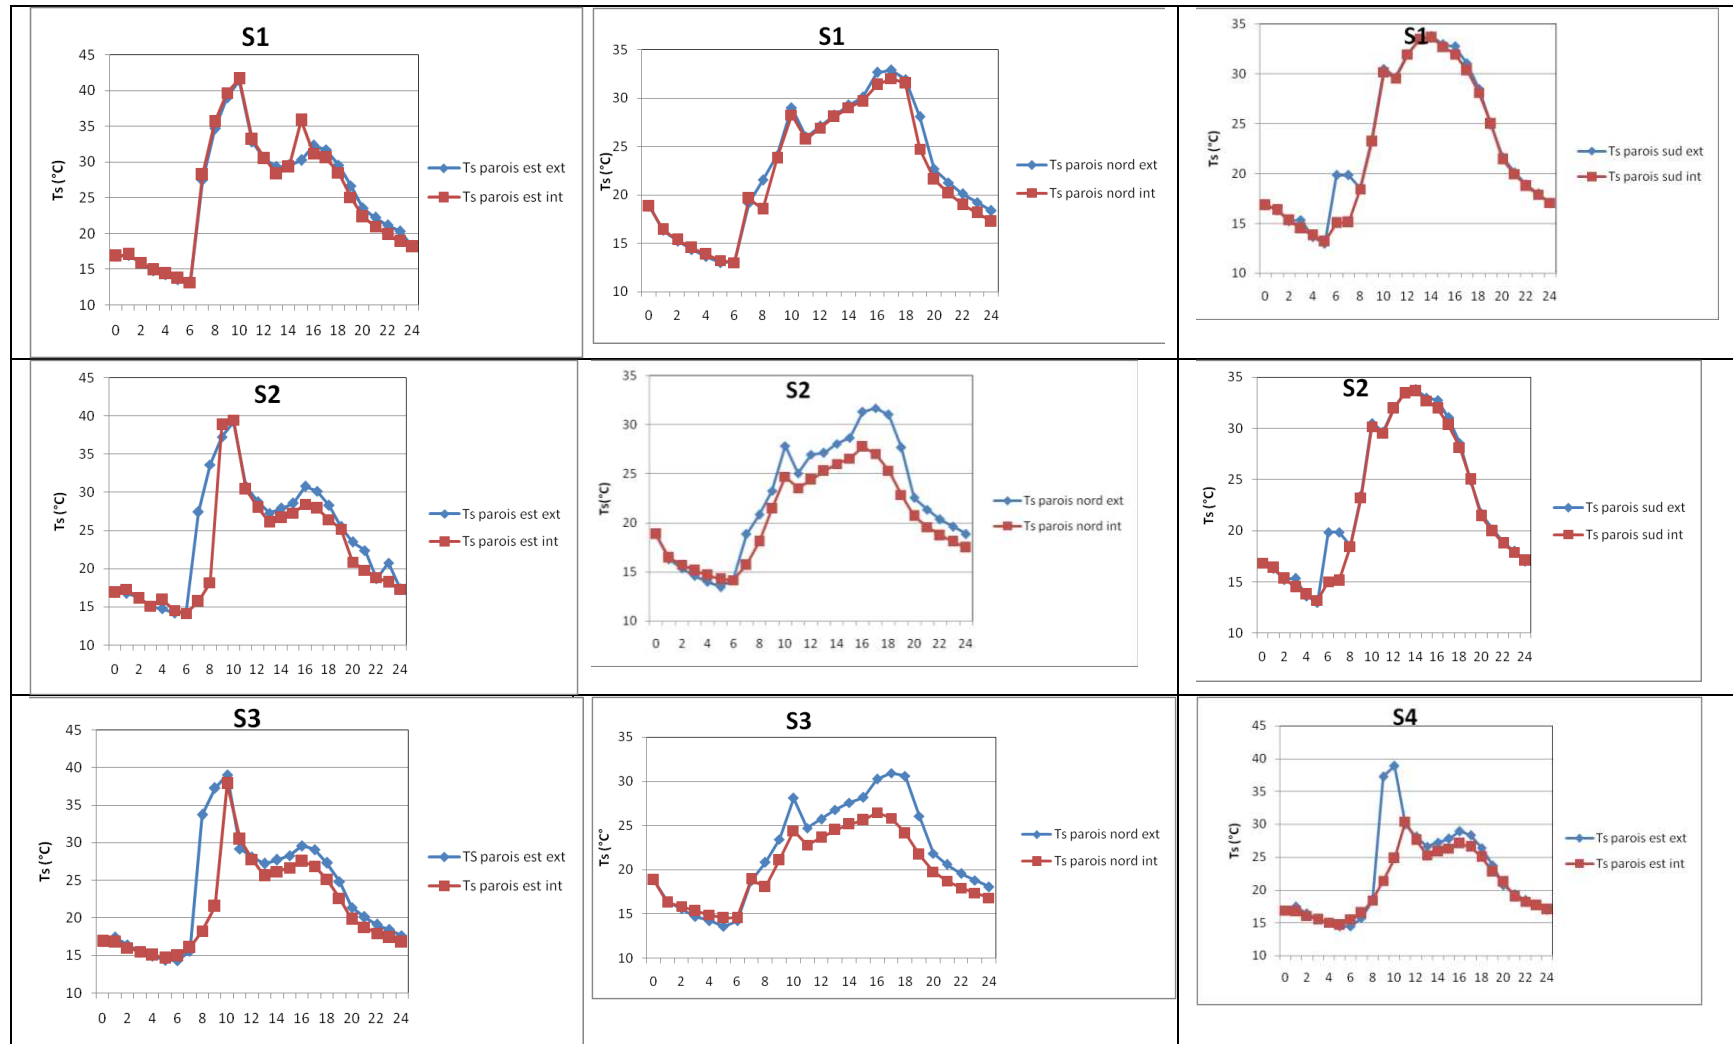 S1
45
40
35
30
25
20
15
10
Ts (°C)
0 2 4 6 8 10 12 14 16 18 20 22 24
Ts parois est ext
Ts parois est int
S1
35
30
25
20
15
10
Ts (°C)
0 2 4 6 8 10 12 14 16 18 20 22 24
Ts parois nord ext
Ts parois nord int
S1
35
30
25
20
15
10
Ts (°C)
0 2 4 6 8 10 12 14 16 18 20 22 24
Ts parois sud ext
Ts parois sud int
S2
45
40
35
30
25
20
15
10
Ts (°C)
0 2 4 6 8 10 12 14 16 18 20 22 24
Ts parois est ext
Ts parois est int
S2
35
30
25
20
15
10
Ts(°C)
0 2 4 6 8 10 12 14 16 18 20 22 24
Ts parois nord ext
Ts parois nord int
S2
35
30
25
20
15
10
Ts (°C)
0 2 4 6 8 10 12 14 16 18 20 22 24
Ts parois sud ext
Ts parois sud int
S3
45
40
35
30
25
20
15
10
Ts (°C)
0 2 4 6 8 10 12 14 16 18 20 22 24
TS parois est ext
Ts parois est int
S3
35
30
25
20
15
10
Ts (°C°
0 2 4 6 8 10 12 14 16 18 20 22 24
Ts parois nord ext
Ts parois nord int
S4
45
40
35
30
25
20
15
10
Ts (°C)
0 2 4 6 8 10 12 14 16 18 20 22 24
Ts parois est ext
Ts parois est int